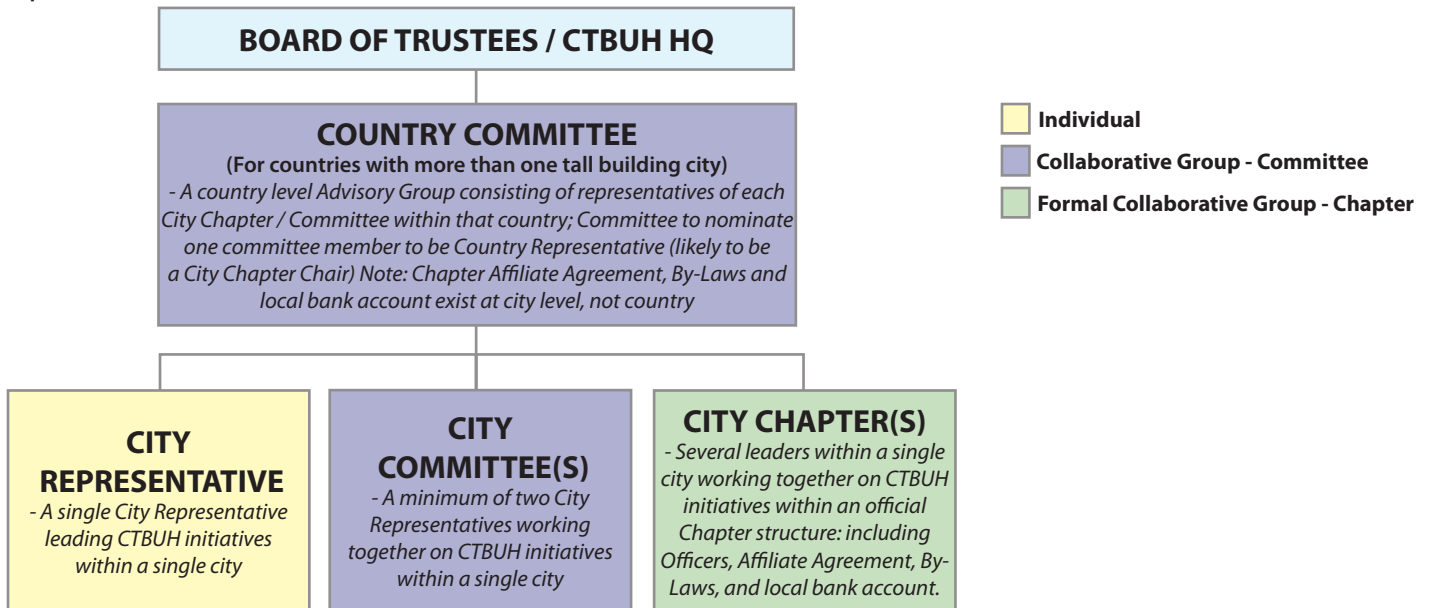 BOARD OF TRUSTEES / CTBUH HQ
COUNTRY COMMITTEE
(For countries with more than one tall building city)
- A country level Advisory Group consisting of representatives of each
City Chapter / Committee within that country; Committee to nominate
one committee member to be Country Representative (likely to be
a City Chapter Chair) Note: Chapter Affiliate Agreement, By-Laws and
local bank account exist at city level, not country
Individual
Collaborative Group - Committee
Formal Collaborative Group - Chapter
CITY
REPRESENTATIVE
- A single City Representative
leading CTBUH initiatives
within a single city
CITY
COMMITTEE(S)
- A minimum of two City
Representatives working
together on CTBUH initiatives
within a single city
CITY CHAPTER(S)
- Several leaders within a single
city working together on CTBUH
initiatives within an official
Chapter structure: including
Officers, Affiliate Agreement, By-
Laws, and local bank account.